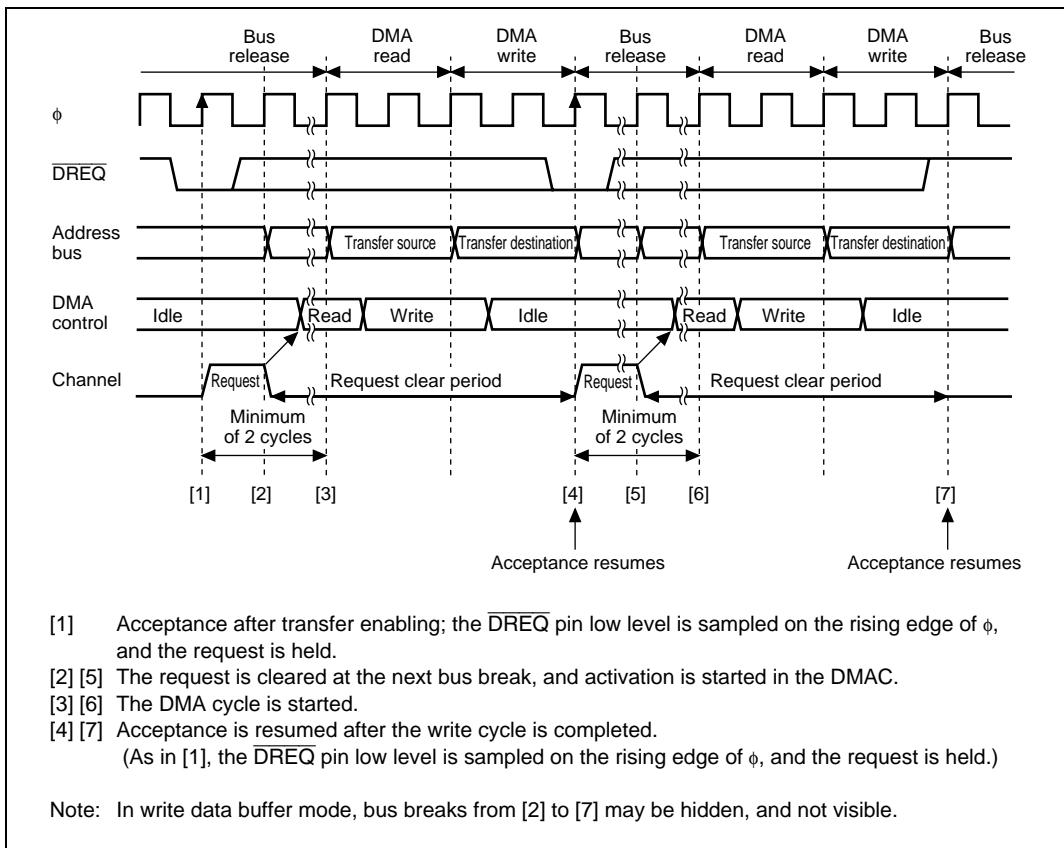 Bus release DMA read DMA write Bus release DMA read DMA write Bus release
φ
DREQ
Address bus Transfer source Transfer destination Transfer source Transfer destination
DMA control Idle Read Write Idle Read Write Idle
Channel Request Request clear period Request Request clear period
Minimum of 2 cycles Minimum of 2 cycles
[1] [2] [3] [4] [5] [6] [7]
Acceptance resumes Acceptance resumes
[1] Acceptance after transfer enabling; the DREQ pin low level is sampled on the rising edge of φ,
and the request is held.
[2] [5] The request is cleared at the next bus break, and activation is started in the DMAC.
[3] [6] The DMA cycle is started.
[4] [7] Acceptance is resumed after the write cycle is completed.
(As in [1], the DREQ pin low level is sampled on the rising edge of φ, and the request is held.)
Note: In write data buffer mode, bus breaks from [2] to [7] may be hidden, and not visible.